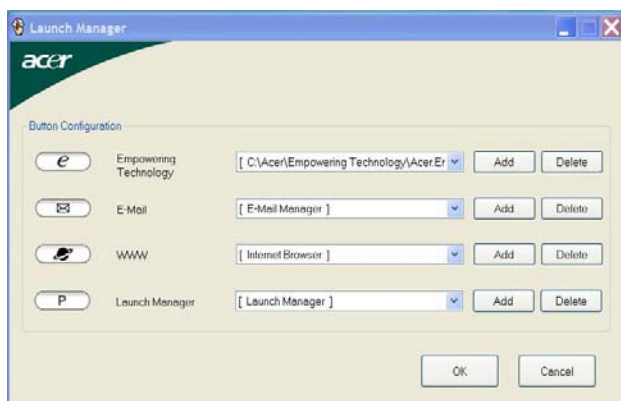 Launch Manager
acer
Button Configuration
e Empowering Technology [ C:\Acer\Empowering Technology\Acer.Er Add Delete
E-Mail [ E-Mail Manager ] Add Delete
WWW [ Internet Browser ] Add Delete
P Launch Manager [ Launch Manager ] Add Delete
OK Cancel